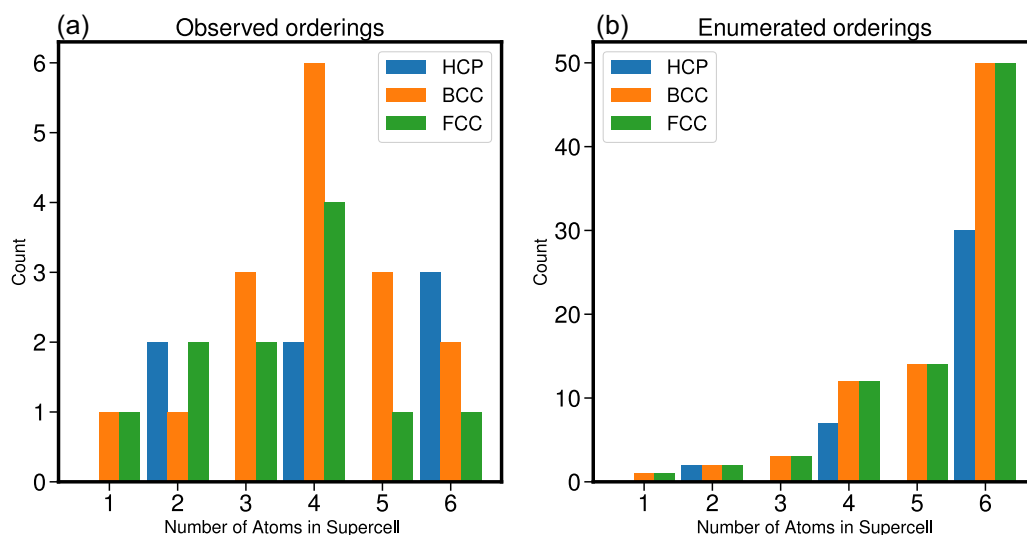 (a)
Observed orderings
6
5
4
3
2
1
0
Count
HCP
BCC
FCC
1 2 3 4 5 6
Number of Atoms in Supercell
(b)
Enumerated orderings
50
40
30
20
10
0
Count
HCP
BCC
FCC
1 2 3 4 5 6
Number of Atoms in Supercell